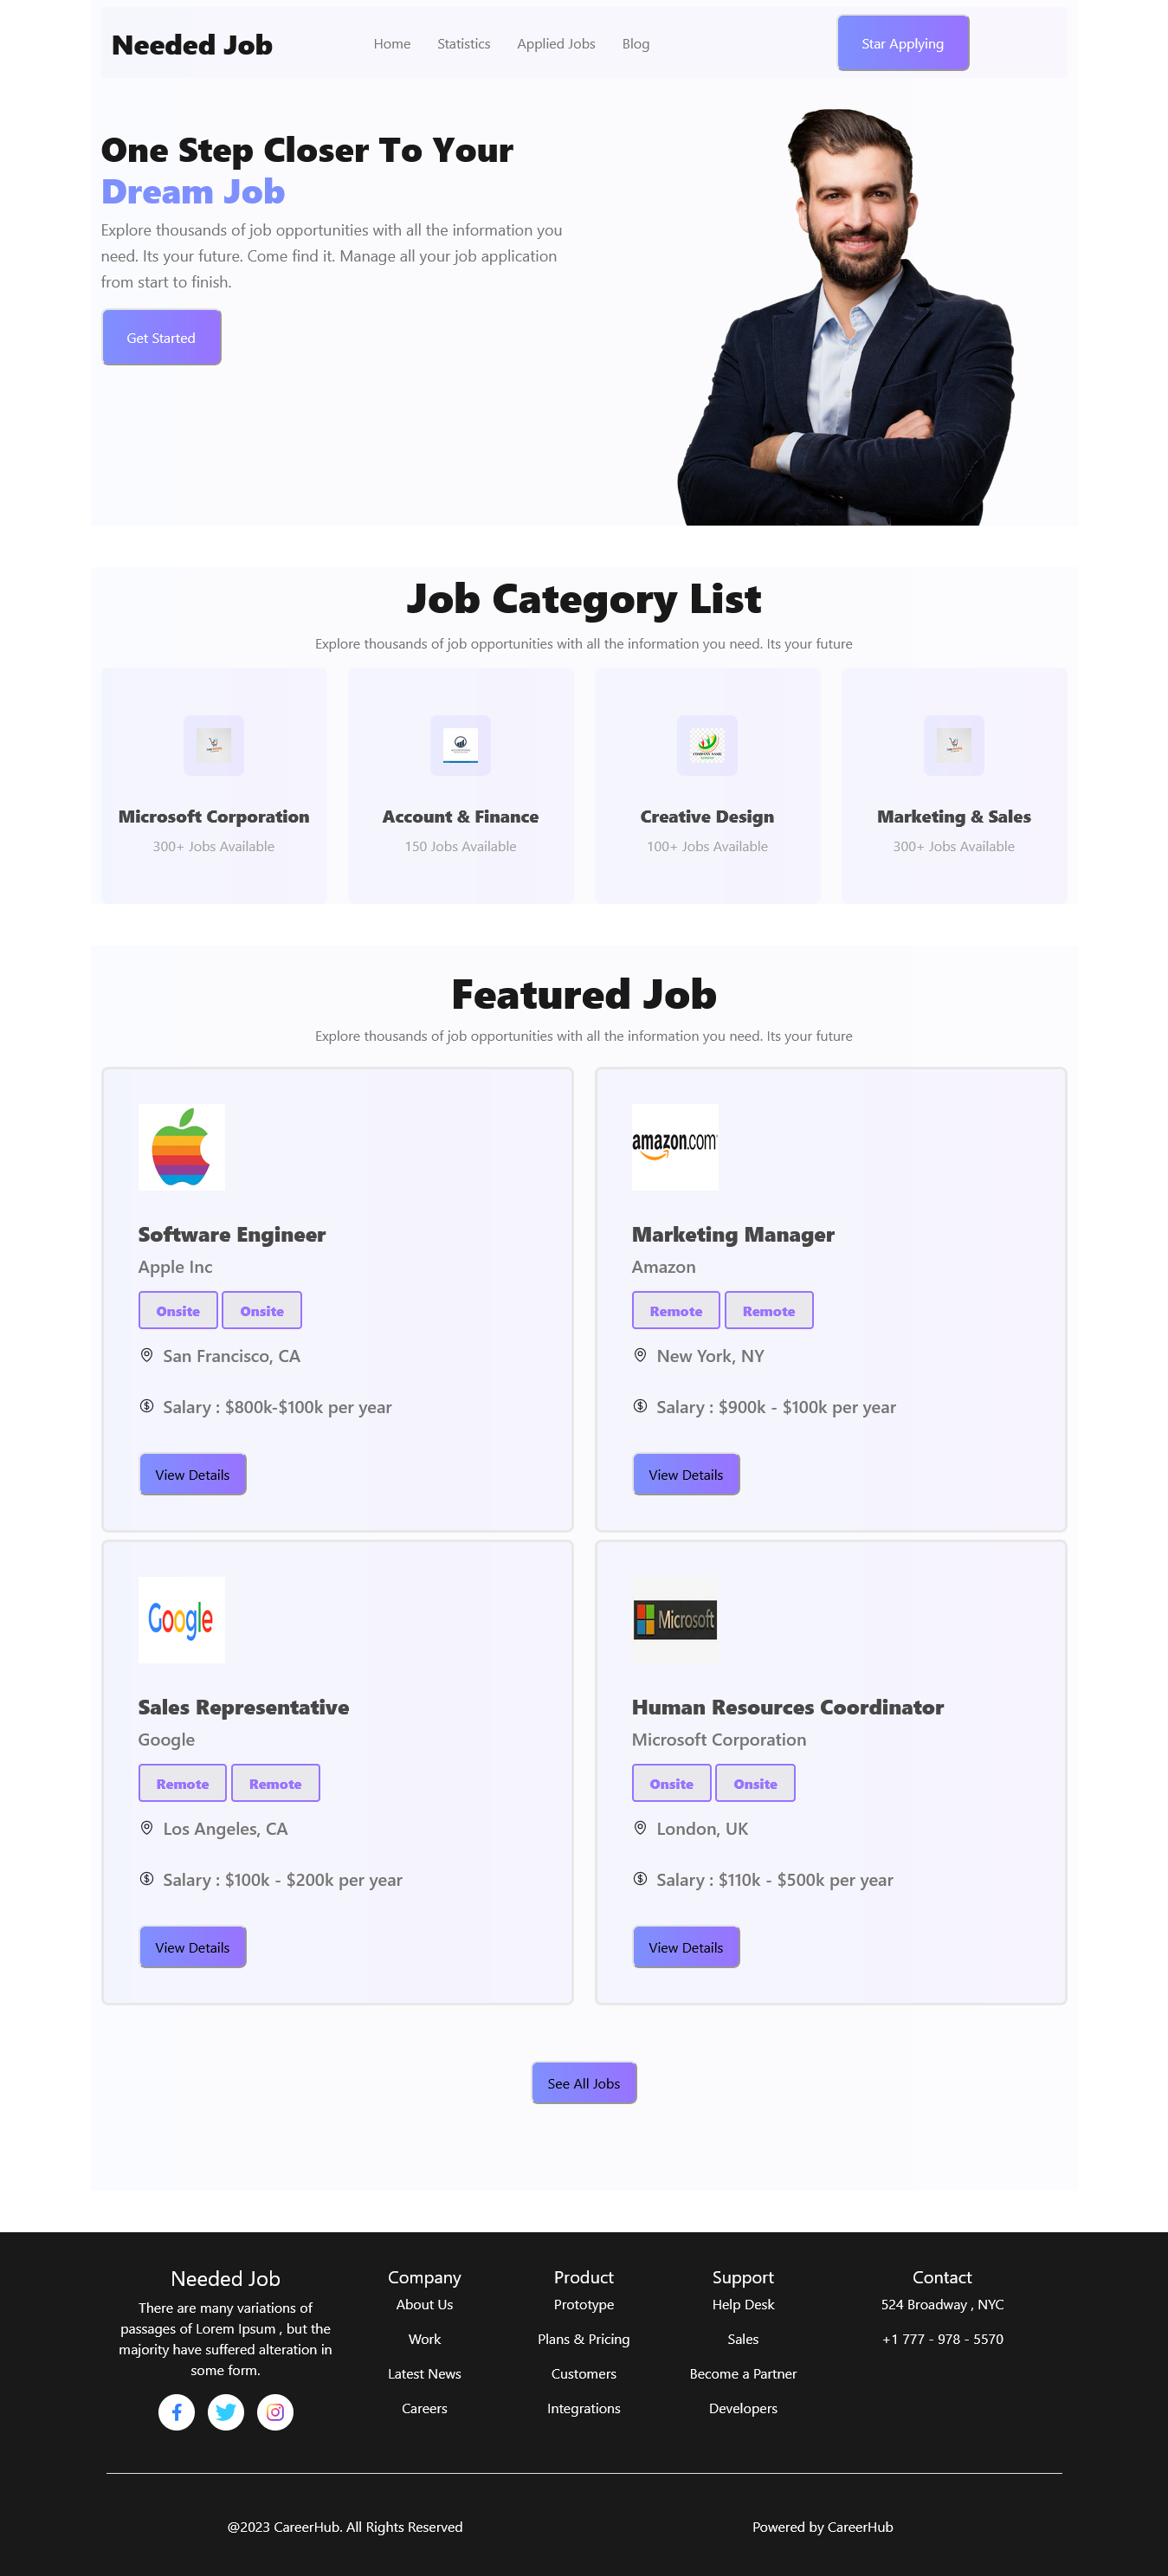 Needed Job
Home Statistics Applied Jobs Blog
Star Applying
One Step Closer To Your
Dream Job
Explore thousands of job opportunities with all the information you
need. Its your future. Come find it. Manage all your job application
from start to finish.
Get Started
Job Category List
Explore thousands of job opportunities with all the information you need. Its your future
Microsoft Corporation
300+ Jobs Available
Account & Finance
150 Jobs Available
COMPANY NAME
Creative Design
100+ Jobs Available
Marketing & Sales
300+ Jobs Available
Featured Job
Explore thousands of job opportunities with all the information you need. Its your future
Software Engineer
Apple Inc
Onsite Onsite
San Francisco, CA
Salary : $800k-$100k per year
View Details
amazon.com
Marketing Manager
Amazon
Remote Remote
New York, NY
Salary : $900k - $100k per year
View Details
Google
Sales Representative
Google
Remote Remote
Los Angeles, CA
Salary : $100k - $200k per year
View Details
Microsoft
Human Resources Coordinator
Microsoft Corporation
Onsite Onsite
London, UK
Salary : $110k - $500k per year
View Details
See All Jobs
Needed Job
There are many variations of
passages of Lorem Ipsum , but the
majority have suffered alteration in
some form.
Company
About Us
Work
Latest News
Careers
Product
Prototype
Plans & Pricing
Customers
Integrations
Support
Help Desk
Sales
Become a Partner
Developers
Contact
524 Broadway , NYC
+1 777 - 978 - 5570
@2023 CareerHub. All Rights Reserved
Powered by CareerHub